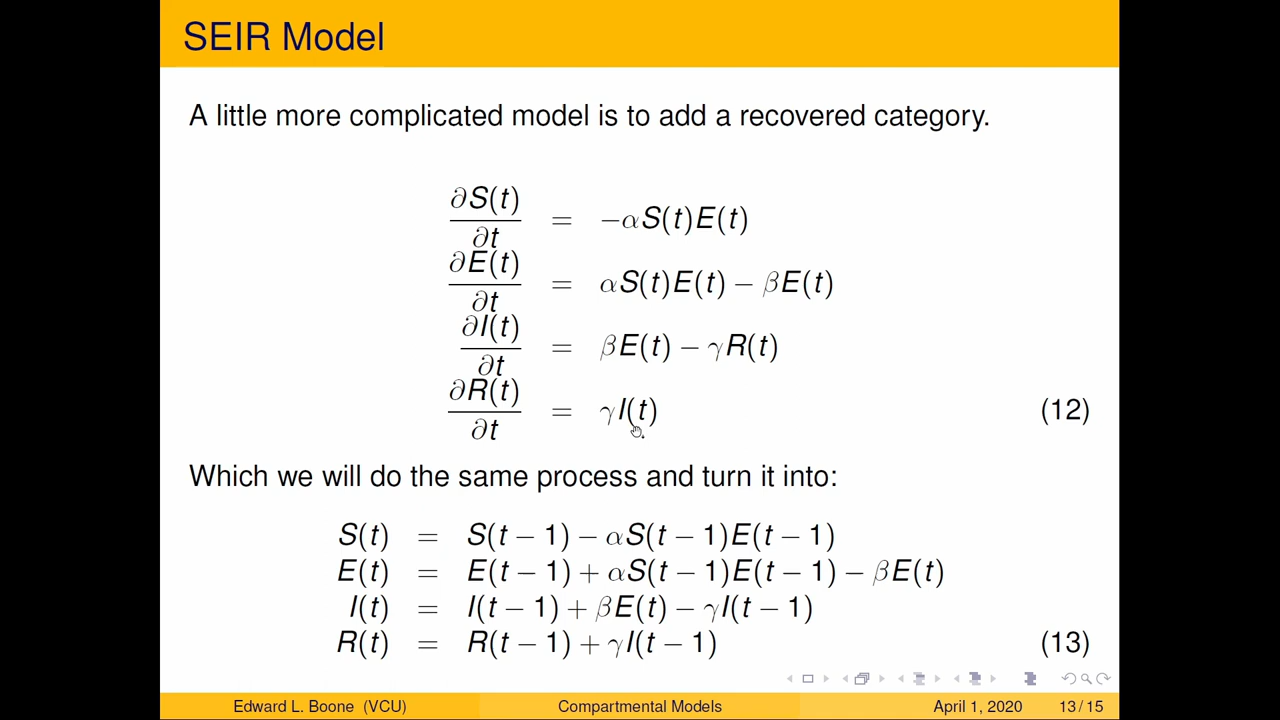 SEIR Model
A little more complicated model is to add a recovered category.
∂S(t)/∂t = −αS(t)E(t)
∂E(t)/∂t = αS(t)E(t) − βE(t)
∂I(t)/∂t = βE(t) − γR(t)
∂R(t)/∂t = γI(t) (12)
Which we will do the same process and turn it into:
S(t) = S(t − 1) − αS(t − 1)E(t − 1)
E(t) = E(t − 1) + αS(t − 1)E(t − 1) − βE(t)
I(t) = I(t − 1) + βE(t) − γI(t − 1)
R(t) = R(t − 1) + γI(t − 1) (13)
Edward L. Boone (VCU) Compartmental Models April 1, 2020 13 / 15